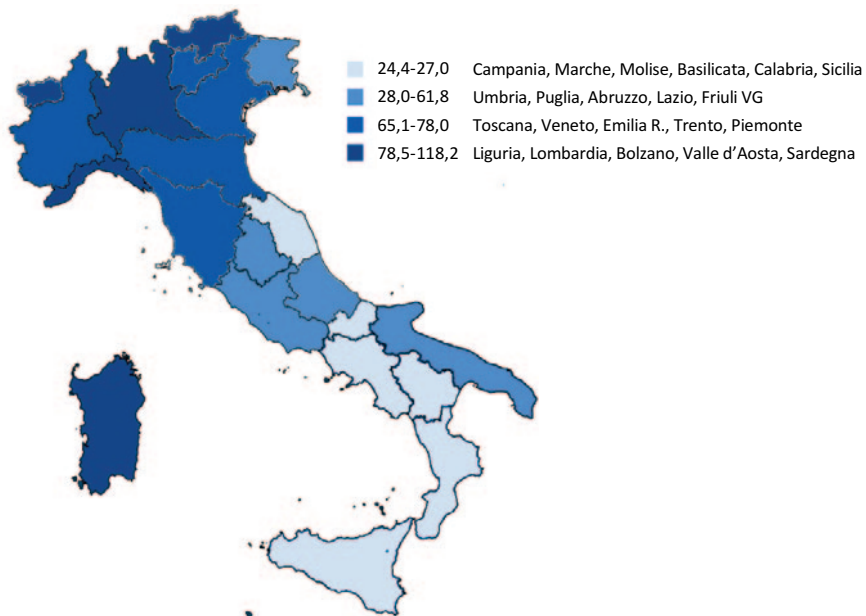 24,4-27,0 Campania, Marche, Molise, Basilicata, Calabria, Sicilia
28,0-61,8 Umbria, Puglia, Abruzzo, Lazio, Friuli VG
65,1-78,0 Toscana, Veneto, Emilia R., Trento, Piemonte
78,5-118,2 Liguria, Lombardia, Bolzano, Valle d’Aosta, Sardegna